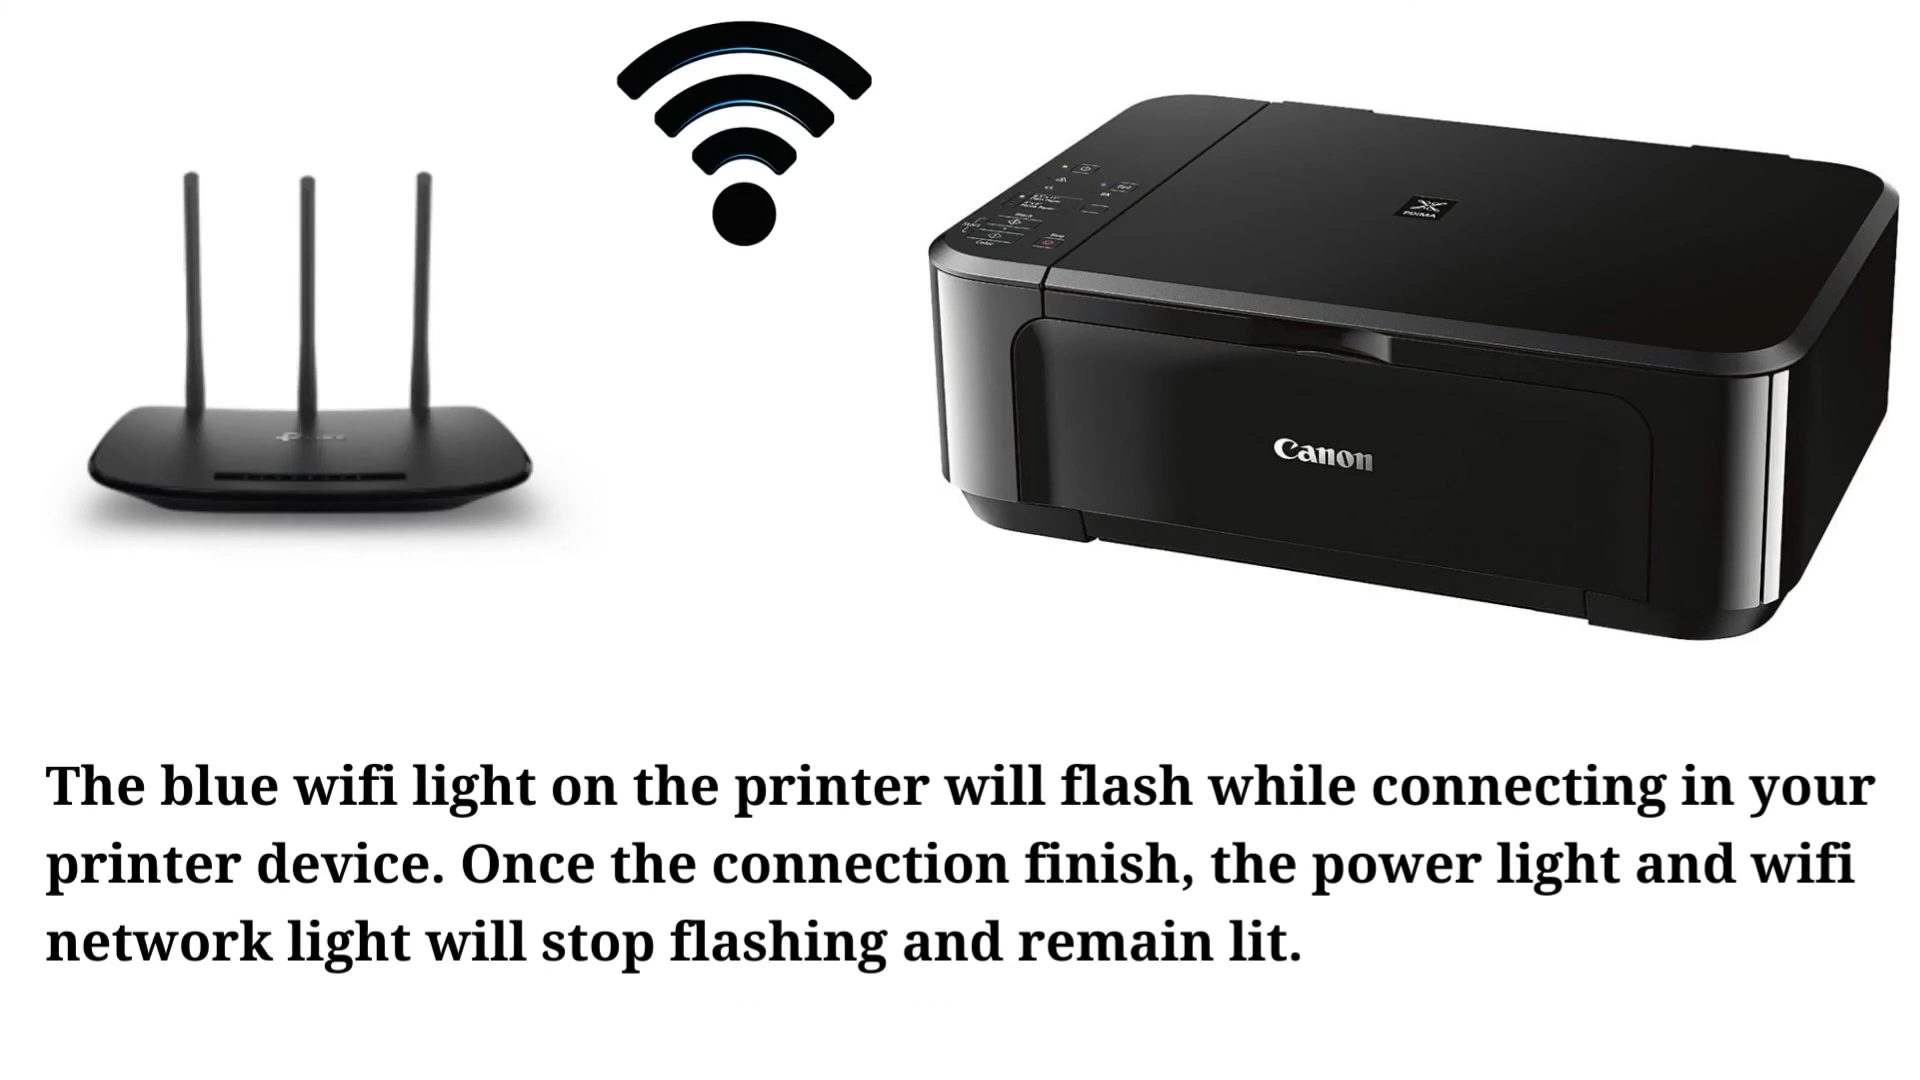 PIXMA
Canon
The blue wifi light on the printer will flash while connecting in your
printer device. Once the connection finish, the power light and wifi
network light will stop flashing and remain lit.